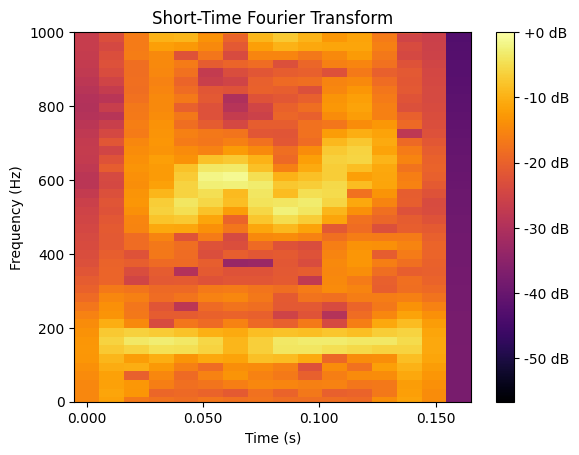 Short-Time Fourier Transform
1000
800
600
400
200
0
Frequency (Hz)
0.000
0.050
0.100
0.150
Time (s)
+0 dB
-10 dB
-20 dB
-30 dB
-40 dB
-50 dB